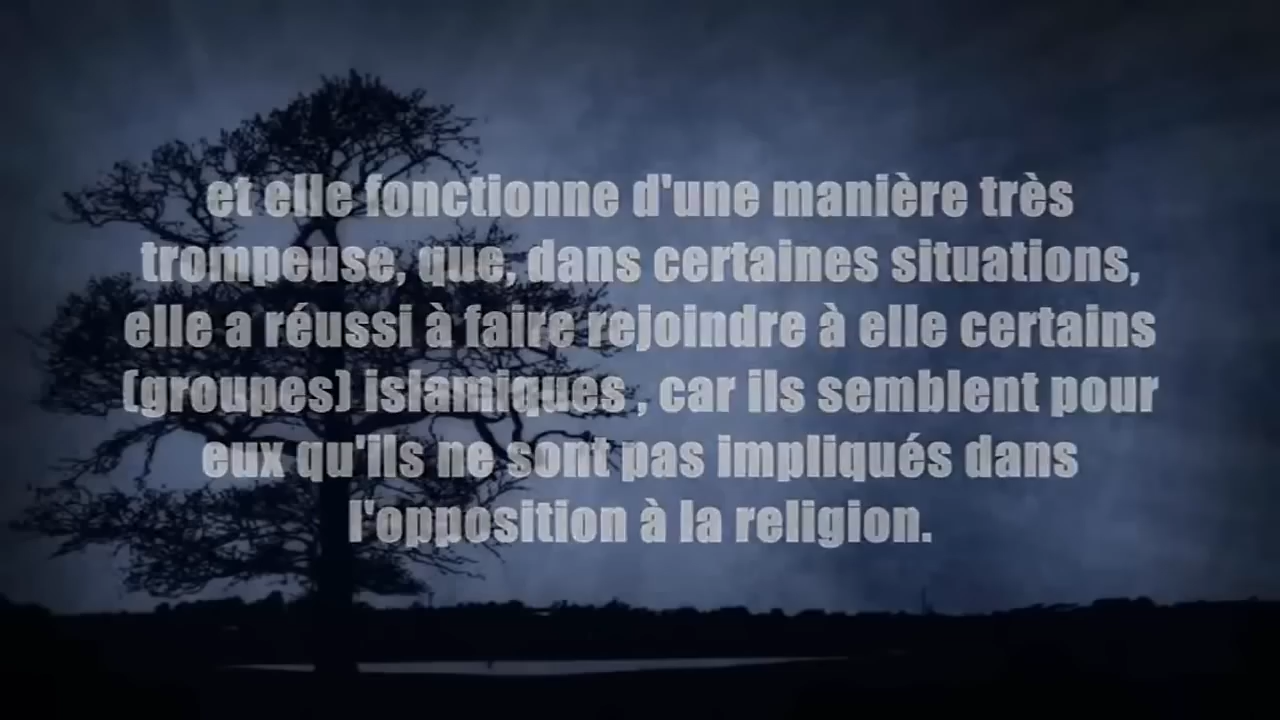 et elle fonctionne d'une manière très
trompeuse, que, dans certaines situations,
elle a réussi à faire rejoindre à elle certains
(groupes) islamiques , car ils semblent pour
eux qu'ils ne sont pas impliqués dans
l'opposition à la religion.